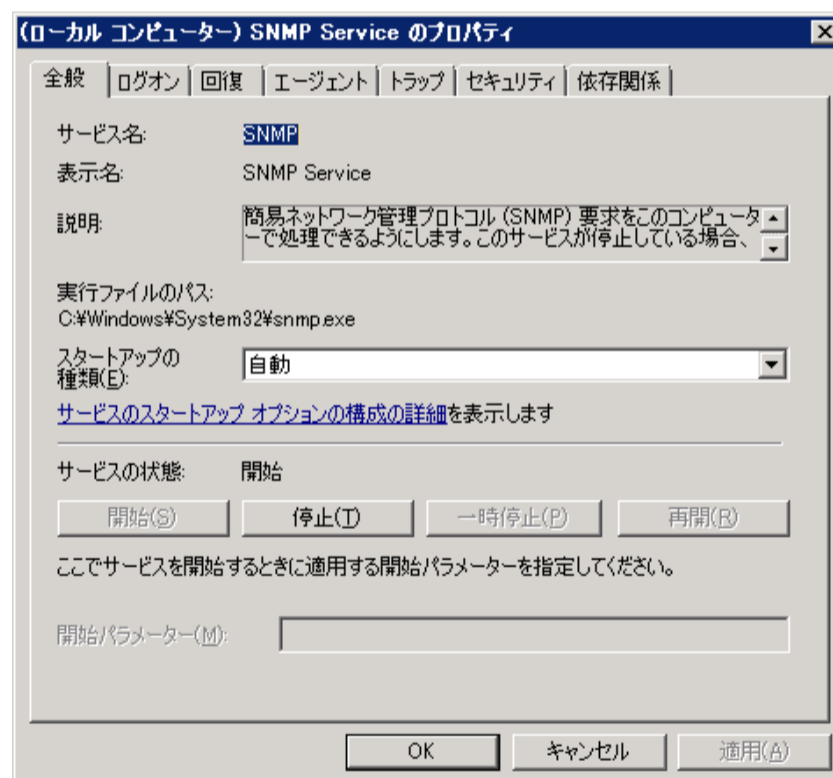 (ローカル コンピューター) SNMP Service のプロパティ
全般 ログオン 回復 エージェント トラップ セキュリティ 依存関係
サービス名: SNMP
表示名: SNMP Service
説明: 簡易ネットワーク管理プロトコル (SNMP) 要求をこのコンピュータ
ーで処理できるようにします。このサービスが停止している場合、
実行ファイルのパス:
C:¥Windows¥System32¥snmp.exe
スタートアップの
種類(E): 自動
サービスのスタートアップ オプションの構成の詳細を表示します
サービスの状態: 開始
開始(S) 停止(T) 一時停止(P) 再開(R)
ここでサービスを開始するときに適用する開始パラメーターを指定してください。
開始パラメーター(M):
OK キャンセル 適用(A)